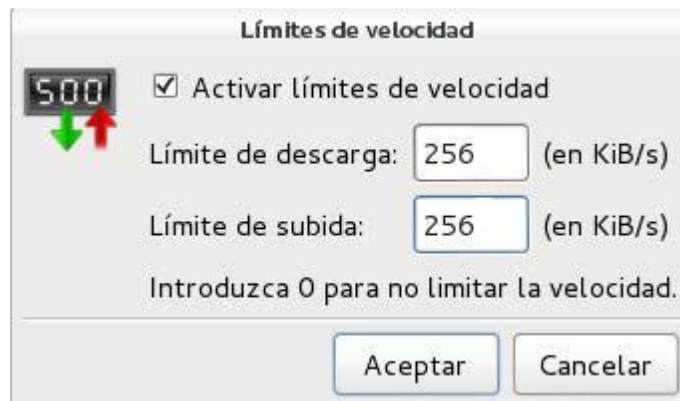 Límites de velocidad
500
Activar límites de velocidad
Límite de descarga: 256 (en KiB/s)
Límite de subida: 256 (en KiB/s)
Introduzca 0 para no limitar la velocidad.
Aceptar Cancelar